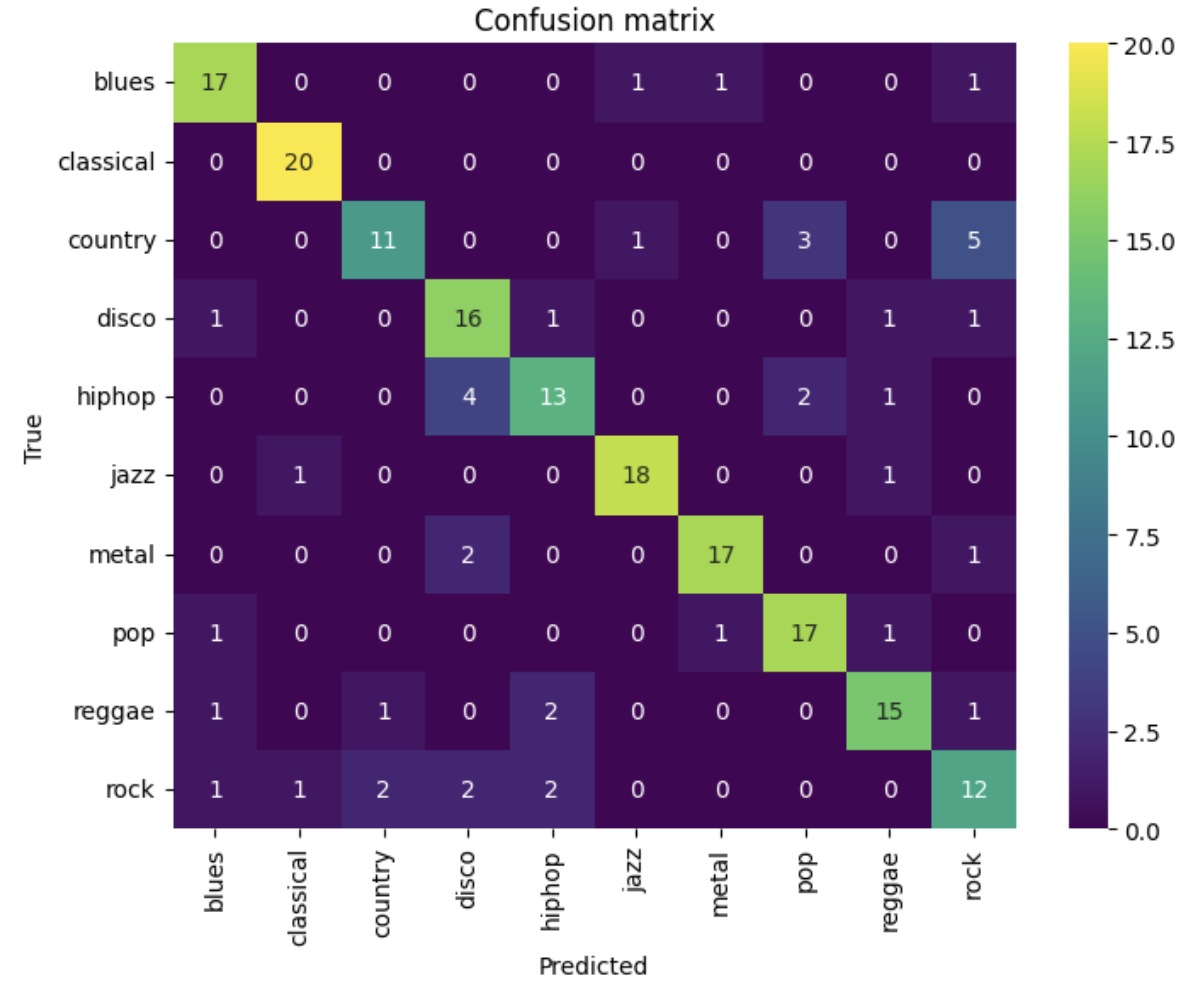 Confusion matrix
blues 17 0 0 0 0 1 1 0 0 1
classical 0 20 0 0 0 0 0 0 0 0
country 0 0 11 0 0 1 0 3 0 5
disco 1 0 0 16 1 0 0 0 1 1
hiphop 0 0 0 4 13 0 0 2 1 0
jazz 0 1 0 0 0 18 0 0 1 0
metal 0 0 0 2 0 0 17 0 0 1
pop 1 0 0 0 0 0 1 17 1 0
reggae 1 0 1 0 2 0 0 0 15 1
rock 1 1 2 2 2 0 0 0 0 12
True
blues classical country disco hiphop jazz metal pop reggae rock
Predicted
20.0
17.5
15.0
12.5
10.0
7.5
5.0
2.5
0.0